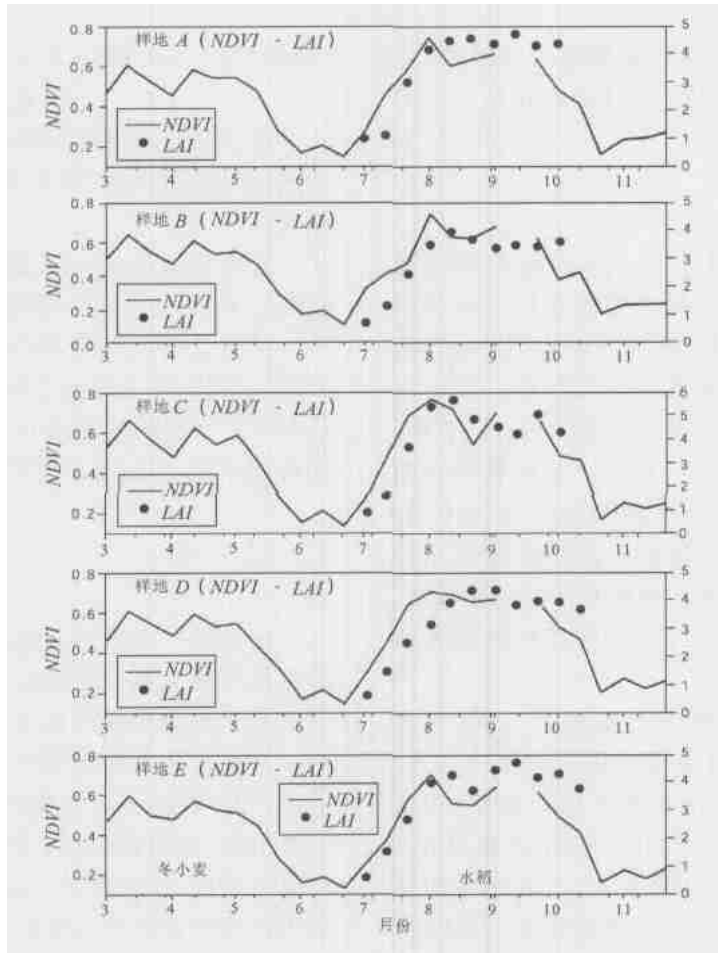 样地 A ( NDVI - LAI )
NDVI
0.8
0.6
0.4
0.2
NDVI
LAI
5
4
3
2
1
0
3 4 5 6 7 8 9 10 11
样地 B ( NDVI - LAI )
NDVI
0.8
0.6
0.4
0.2
0.0
NDVI
LAI
5
4
3
2
1
0
3 4 5 6 7 8 9 10 11
样地 C ( NDVI - LAI )
NDVI
0.8
0.6
0.4
0.2
NDVI
LAI
6
5
4
3
2
1
0
3 4 5 6 7 8 9 10 11
样地 D ( NDVI - LAI )
NDVI
0.8
0.6
0.4
0.2
NDVI
LAI
5
4
3
2
1
0
3 4 5 6 7 8 9 10 11
样地 E ( NDVI - LAI )
NDVI
0.8
0.6
0.4
0.2
NDVI
LAI
5
4
3
2
1
0
冬小麦
水稻
3 4 5 6 7 8 9 10 11
月份